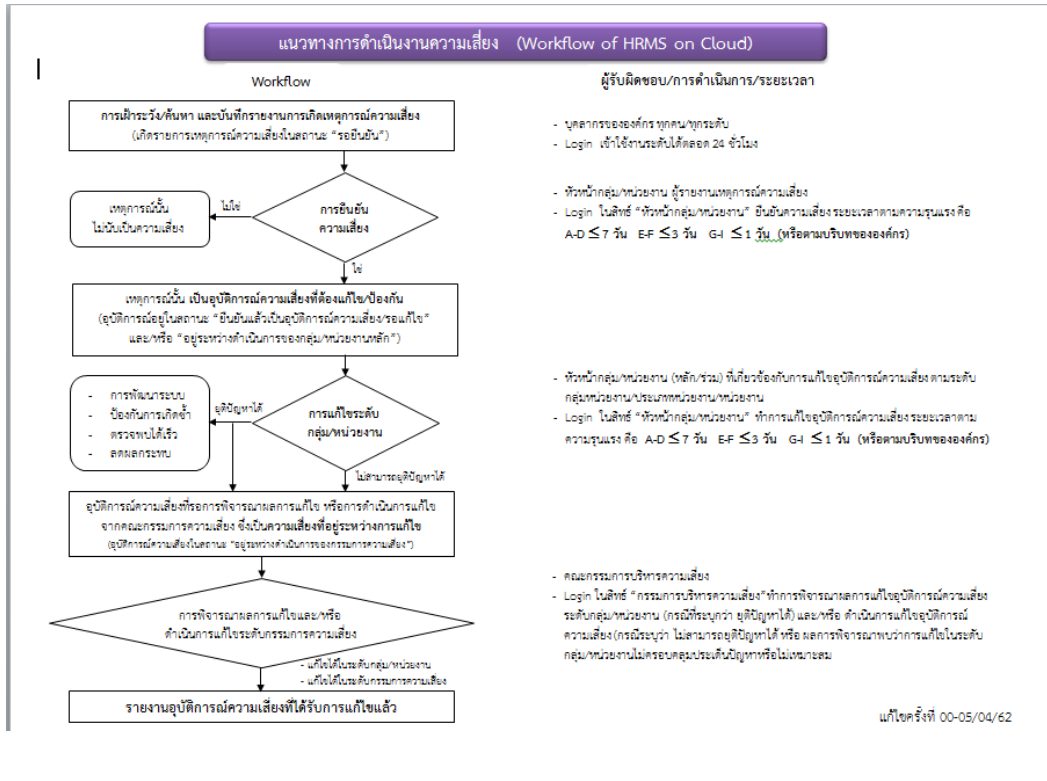 แนวทางการดำเนินงานความเสี่ยง (Workflow of HRMS on Cloud)
Workflow
ผู้รับผิดชอบ/การดำเนินการ/ระยะเวลา
การเฝ้าระวัง/ค้นหา และบันทึกรายงานการเกิดเหตุการณ์ความเสี่ยง
(เกิดรายการเหตุการณ์ความเสี่ยงในสถานะ “รอยืนยัน”)
- บุคลากรขององค์กร ทุกคน/ทุกระดับ
- Login เข้าใช้งานระดับได้ตลอด 24 ชั่วโมง
เหตุการณ์นั้น
ไม่นับเป็นความเสี่ยง
ไม่ใช่
การยืนยัน
ความเสี่ยง
ใช่
- หัวหน้ากลุ่ม/หน่วยงาน ผู้รายงานเหตุการณ์ความเสี่ยง
- Login ในสิทธ์ “หัวหน้ากลุ่ม/หน่วยงาน” ยืนยันความเสี่ยง ระยะเวลาตามความรุนแรง คือ
A-D ≤ 7 วัน E-F ≤3 วัน G-I ≤ 1 วัน (หรือตามบริบทขององค์กร)
เหตุการณ์นั้น เป็นอุบัติการณ์ความเสี่ยงที่ต้องแก้ไข/ป้องกัน
(อุบัติการณ์อยู่ในสถานะ “ยืนยันแล้วเป็นอุบัติการณ์ความเสี่ยง/รอแก้ไข”
และ/หรือ “อยู่ระหว่างดำเนินการของกลุ่ม/หน่วยงานหลัก”)
- การพัฒนาระบบ
- ป้องกันการเกิดซ้ำ
- ตรวจพบได้เร็ว
- ลดผลกระทบ
ยุติปัญหาได้
การแก้ไขระดับ
กลุ่ม/หน่วยงาน
ไม่สามารถยุติปัญหาได้
- หัวหน้ากลุ่ม/หน่วยงาน (หลัก/ร่วม) ที่เกี่ยวข้องกับการแก้ไขอุบัติการณ์ความเสี่ยง ตามระดับ
กลุ่มหน่วยงาน/ประเภทหน่วยงาน/หน่วยงาน
- Login ในสิทธ์ “หัวหน้ากลุ่ม/หน่วยงาน” ทำการแก้ไขอุบัติการณ์ความเสี่ยง ระยะเวลาตาม
ความรุนแรง คือ A-D ≤ 7 วัน E-F ≤3 วัน G-I ≤ 1 วัน (หรือตามบริบทขององค์กร)
อุบัติการณ์ความเสี่ยงที่รอการพิจารณาผลการแก้ไข หรือการดำเนินการแก้ไข
จากคณะกรรมการความเสี่ยง ซึ่งเป็นความเสี่ยงที่อยู่ระหว่างการแก้ไข
(อุบัติการณ์ความเสี่ยงในสถานะ “อยู่ระหว่างดำเนินการของกรรมการความเสี่ยง”)
การพิจารณาผลการแก้ไขและ/หรือ
ดำเนินการแก้ไขระดับกรรมการความเสี่ยง
- คณะกรรมการบริหารความเสี่ยง
- Login ในสิทธ์ “กรรมการบริหารความเสี่ยง”ทำการพิจารณาผลการแก้ไขอุบัติการณ์ความเสี่ยง
ระดับกลุ่ม/หน่วยงาน (กรณีที่ระบุว่า ยุติปัญหาได้) และ/หรือ ดำเนินการแก้ไขอุบัติการณ์
ความเสี่ยง (กรณีระบุว่า ไม่สามารถยุติปัญหาได้ หรือ ผลการพิจารณาพบว่าการแก้ไขในระดับ
กลุ่ม/หน่วยงานไม่ครอบคลุมประเด็นปัญหาหรือไม่เหมาะสม
- แก้ไขได้ในระดับกลุ่ม/หน่วยงาน
- แก้ไขได้ในระดับกรรมการความเสี่ยง
รายงานอุบัติการณ์ความเสี่ยงที่ได้รับการแก้ไขแล้ว
แก้ไขครั้งที่ 00-05/04/62